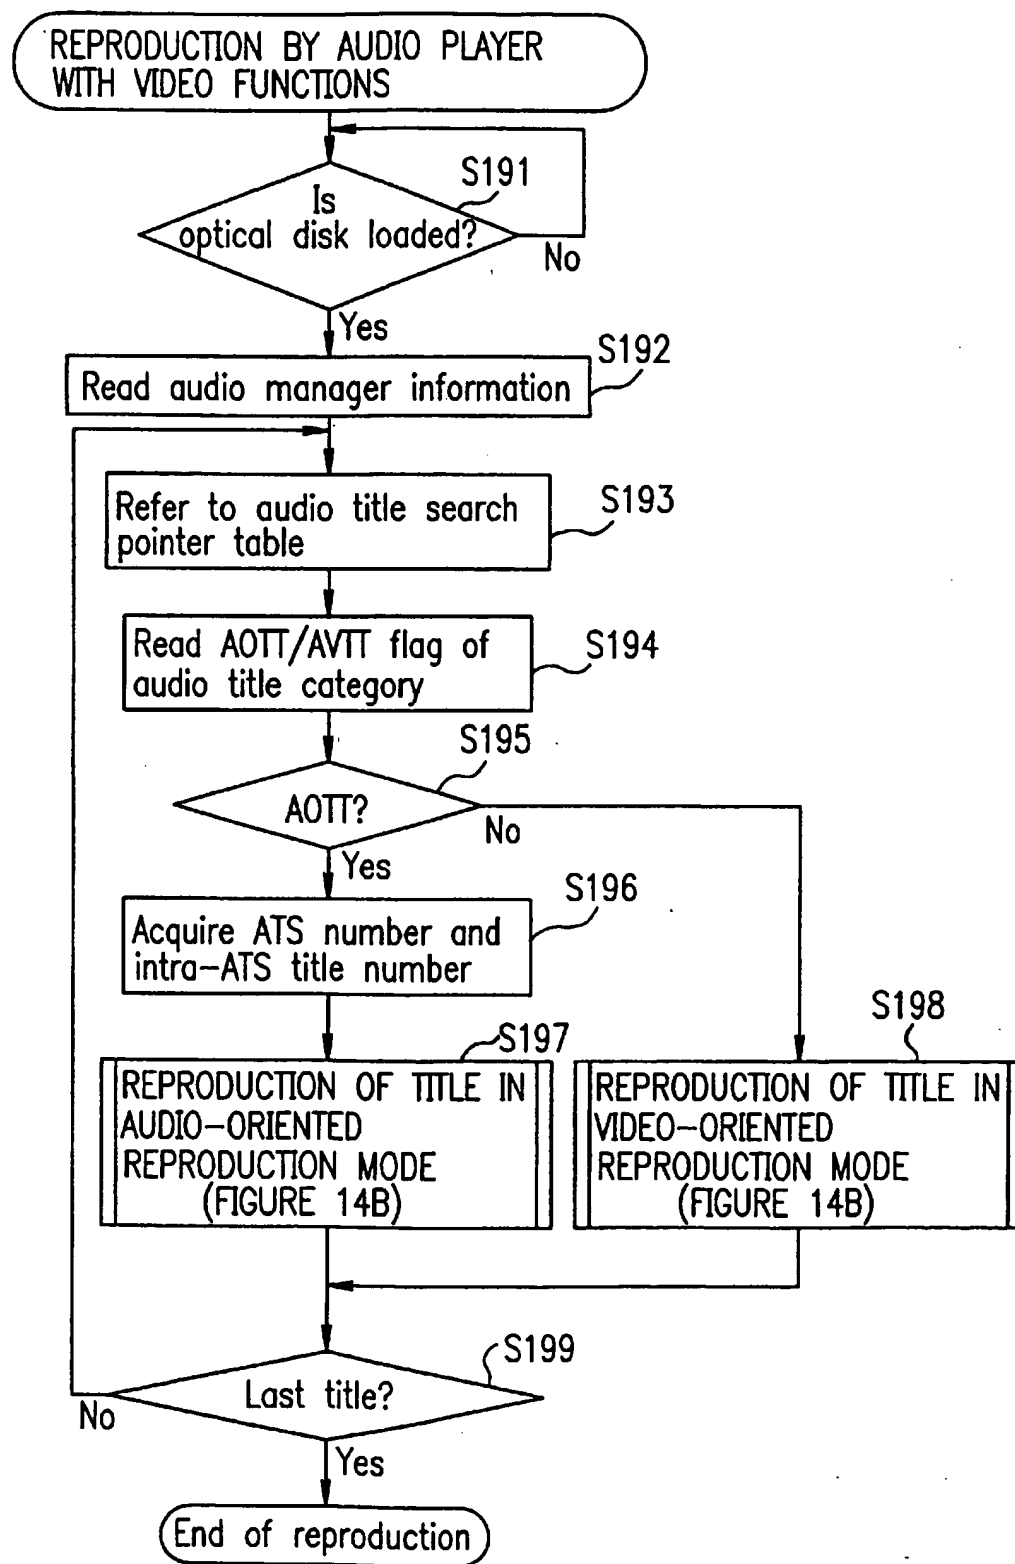 REPRODUCTION BY AUDIO PLAYER
WITH VIDEO FUNCTIONS
S191
Is
optical disk loaded?
No
Yes
S192
Read audio manager information
S193
Refer to audio title search
pointer table
S194
Read AOTT/AVTT flag of
audio title category
S195
AOTT?
No
Yes
S196
Acquire ATS number and
intra-ATS title number
S197
REPRODUCTION OF TITLE IN
AUDIO-ORIENTED
REPRODUCTION MODE
(FIGURE 14B)
S198
REPRODUCTION OF TITLE IN
VIDEO-ORIENTED
REPRODUCTION MODE
(FIGURE 14B)
S199
Last title?
No
Yes
End of reproduction